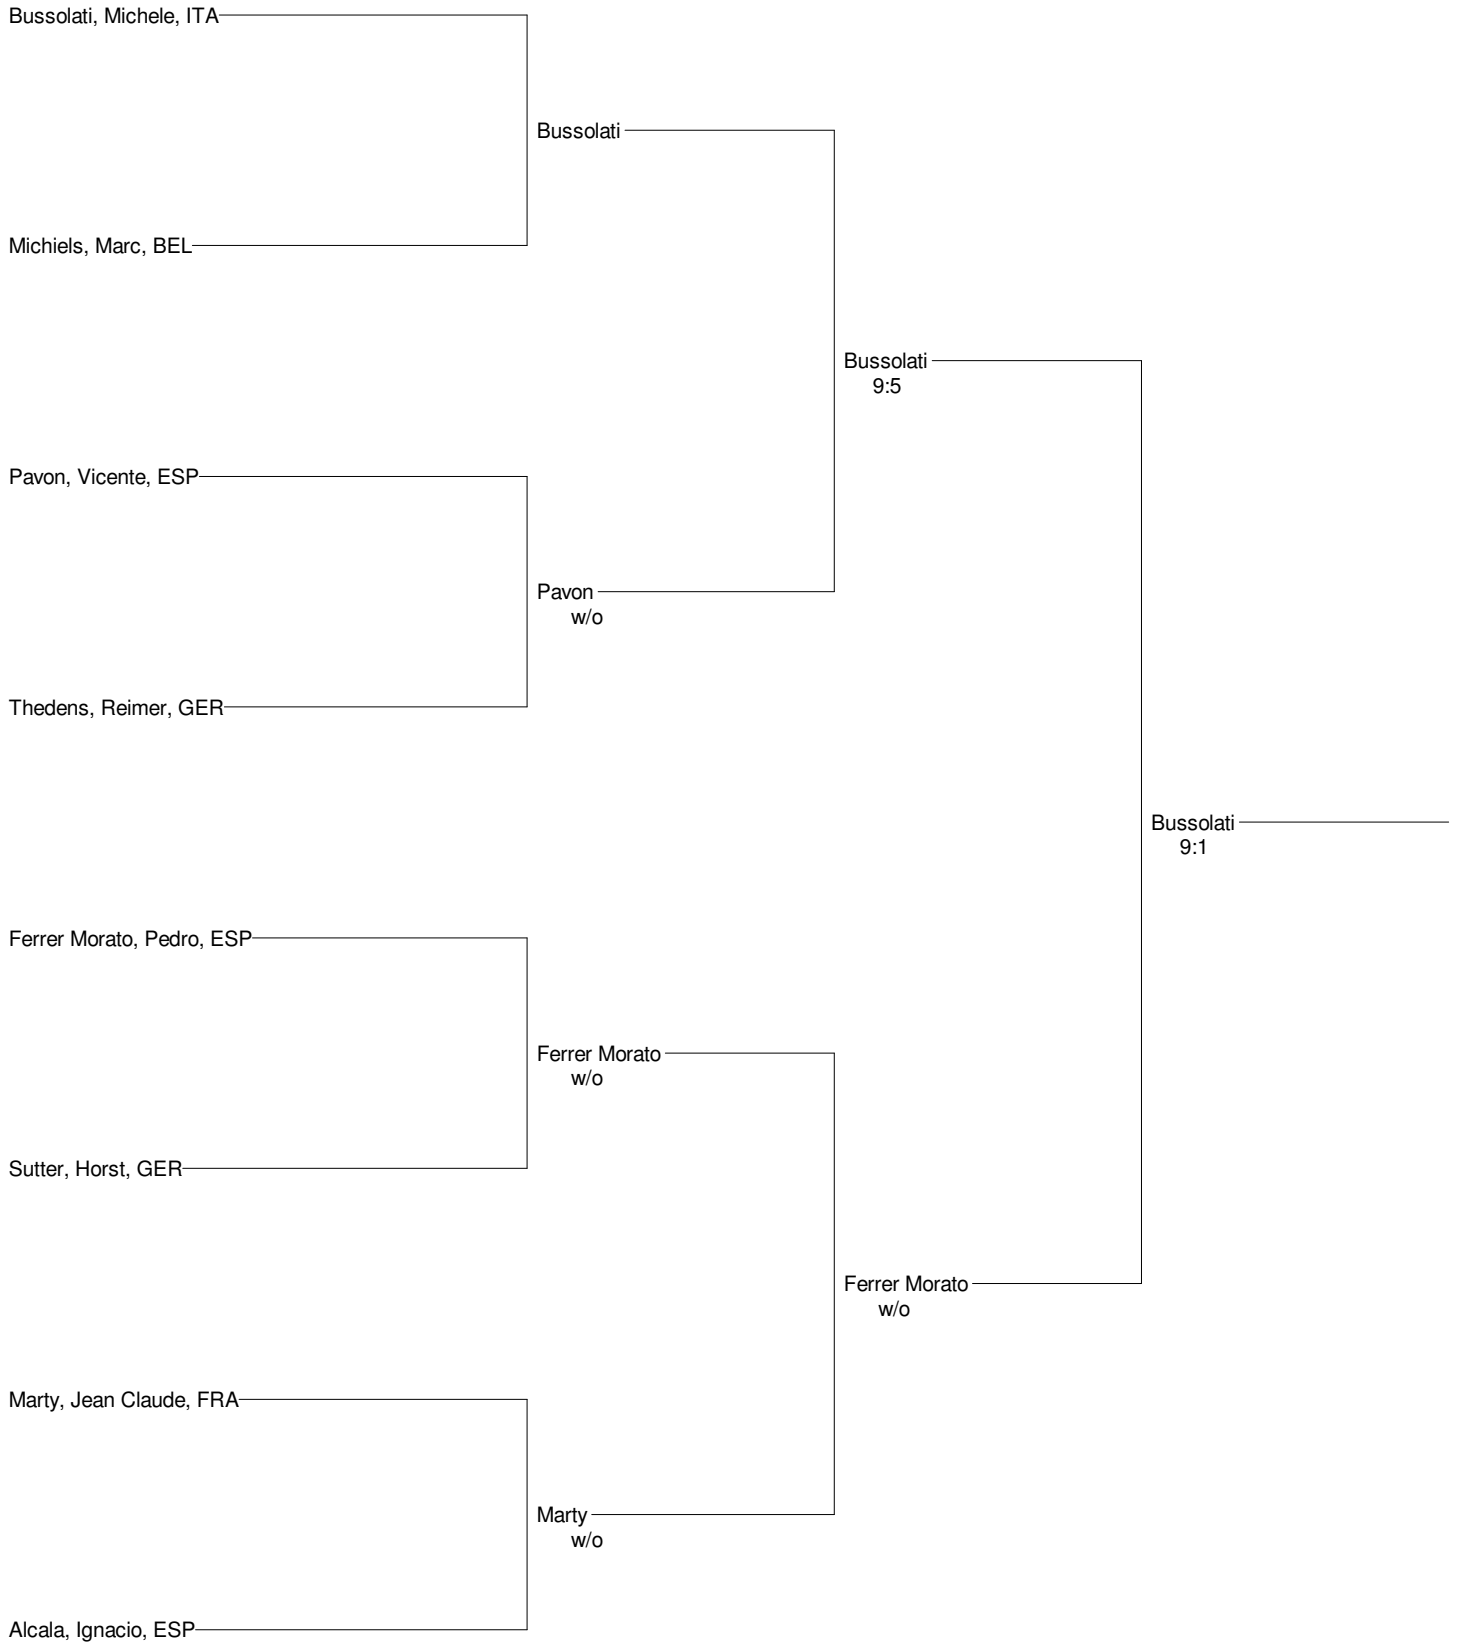 Bussolati, Michele, ITA
Bussolati
Michiels, Marc, BEL
Bussolati
9:5
Pavon, Vicente, ESP
Pavon
w/o
Thedens, Reimer, GER
Bussolati
9:1
Ferrer Morato, Pedro, ESP
Ferrer Morato
w/o
Sutter, Horst, GER
Ferrer Morato
w/o
Marty, Jean Claude, FRA
Marty
w/o
Alcala, Ignacio, ESP